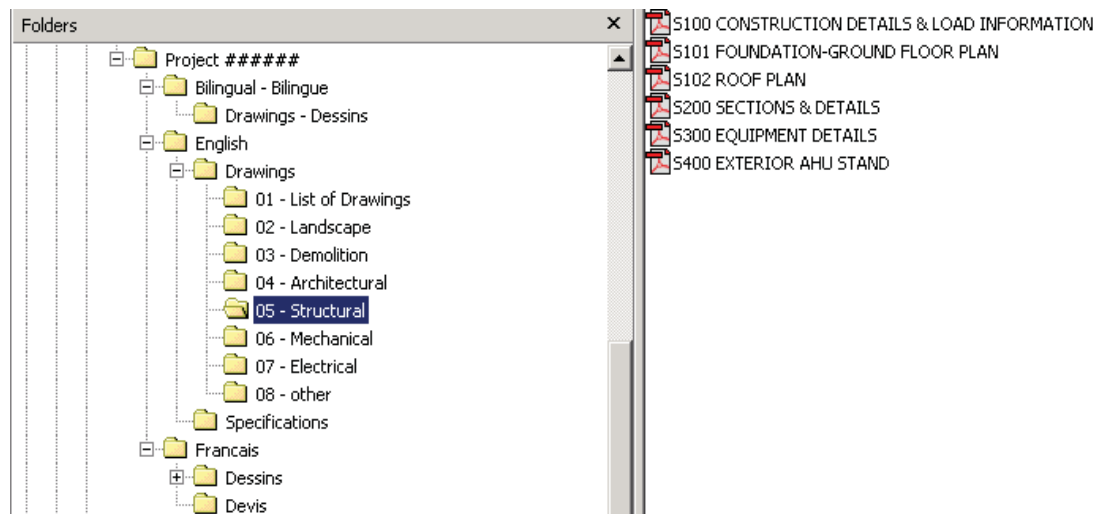 Folders
Project ######
Bilingual - Bilingue
Drawings - Dessins
English
Drawings
01 - List of Drawings
02 - Landscape
03 - Demolition
04 - Architectural
05 - Structural
06 - Mechanical
07 - Electrical
08 - other
Specifications
Francais
Dessins
Devis
S100 CONSTRUCTION DETAILS & LOAD INFORMATION
S101 FOUNDATION-GROUND FLOOR PLAN
S102 ROOF PLAN
S200 SECTIONS & DETAILS
S300 EQUIPMENT DETAILS
S400 EXTERIOR AHU STAND